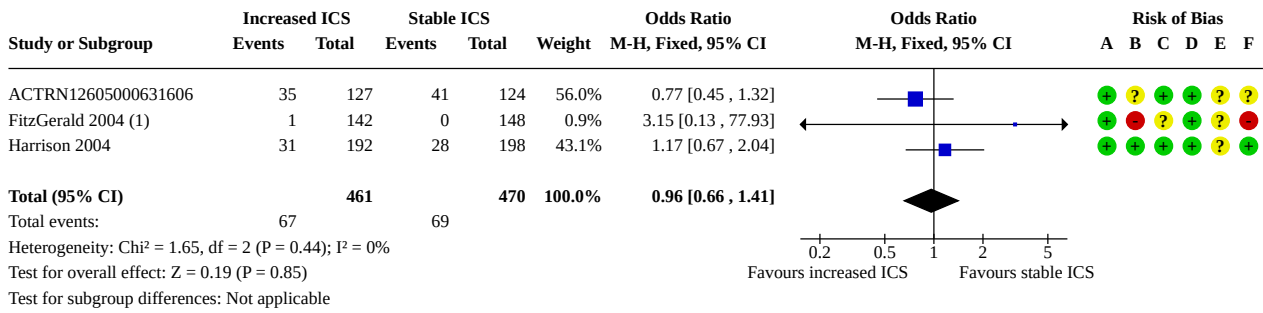 Increased ICS Stable ICS Odds Ratio Odds Ratio Risk of Bias
Study or Subgroup Events Total Events Total Weight M-H, Fixed, 95% CI M-H, Fixed, 95% CI A B C D E F
ACTRN12605000631606 35 127 41 124 56.0% 0.77 [0.45 , 1.32] + ? + + ? ?
FitzGerald 2004 (1) 1 142 0 148 0.9% 3.15 [0.13 , 77.93] + - ? + ? -
Harrison 2004 31 192 28 198 43.1% 1.17 [0.67 , 2.04] + + + + ? +
Total (95% CI) 461 470 100.0% 0.96 [0.66 , 1.41]
Total events: 67 69
Heterogeneity: Chi² = 1.65, df = 2 (P = 0.44); I² = 0% 0.2 0.5 1 2 5
Test for overall effect: Z = 0.19 (P = 0.85) Favours increased ICS Favours stable ICS
Test for subgroup differences: Not applicable